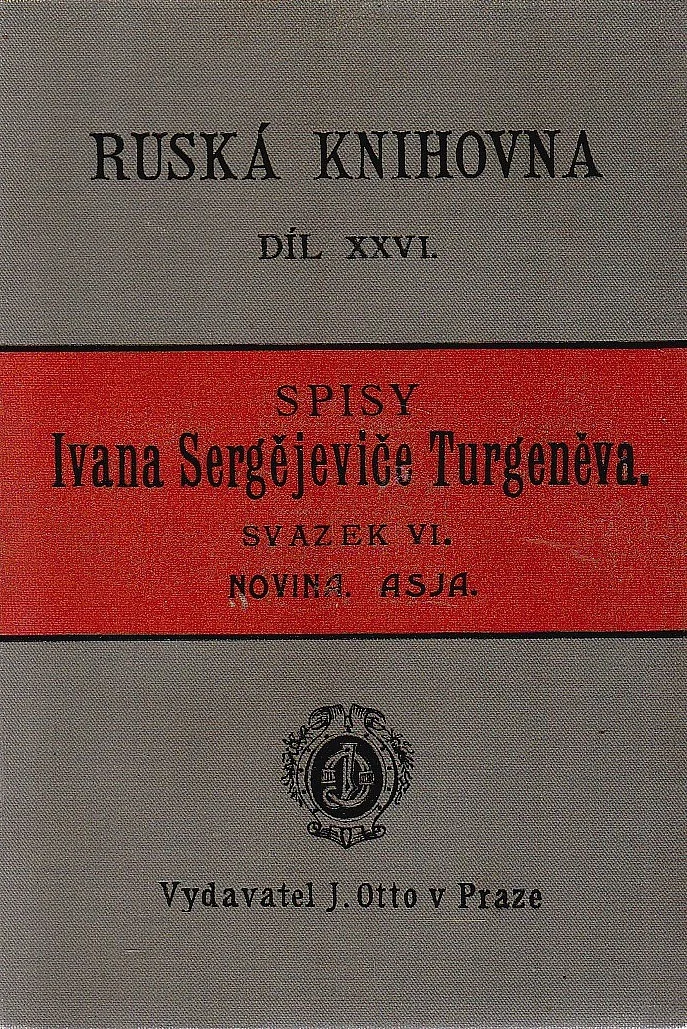 RUSKÁ KNIHOVNA
DÍL XXVI.
SPISY
Ivana Sergějeviče Turgeněva.
SVAZEK VI.
NOVINA. ASJA.
Vydavatel J. Otto v Praze